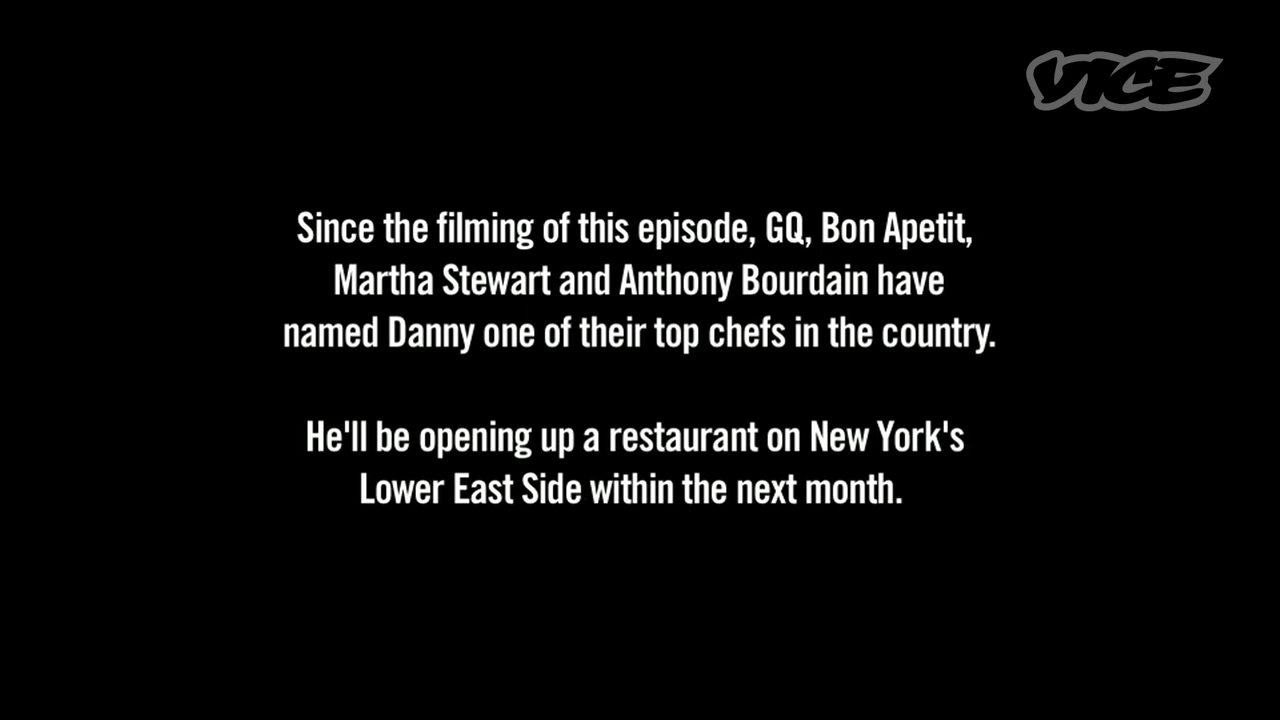 VICE
Since the filming of this episode, GQ, Bon Apetit,
Martha Stewart and Anthony Bourdain have
named Danny one of their top chefs in the country.
He'll be opening up a restaurant on New York's
Lower East Side within the next month.